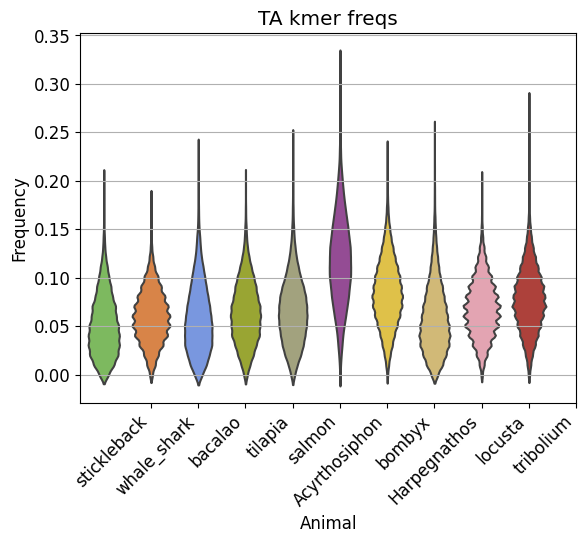 TA kmer freqs
0.35
0.30
0.25
0.20
0.15
0.10
0.05
0.00
Frequency
stickleback
whale_shark
bacalao
tilapia
salmon
Acyrthosiphon
bombyx
Harpegnathos
locusta
tribolium
Animal